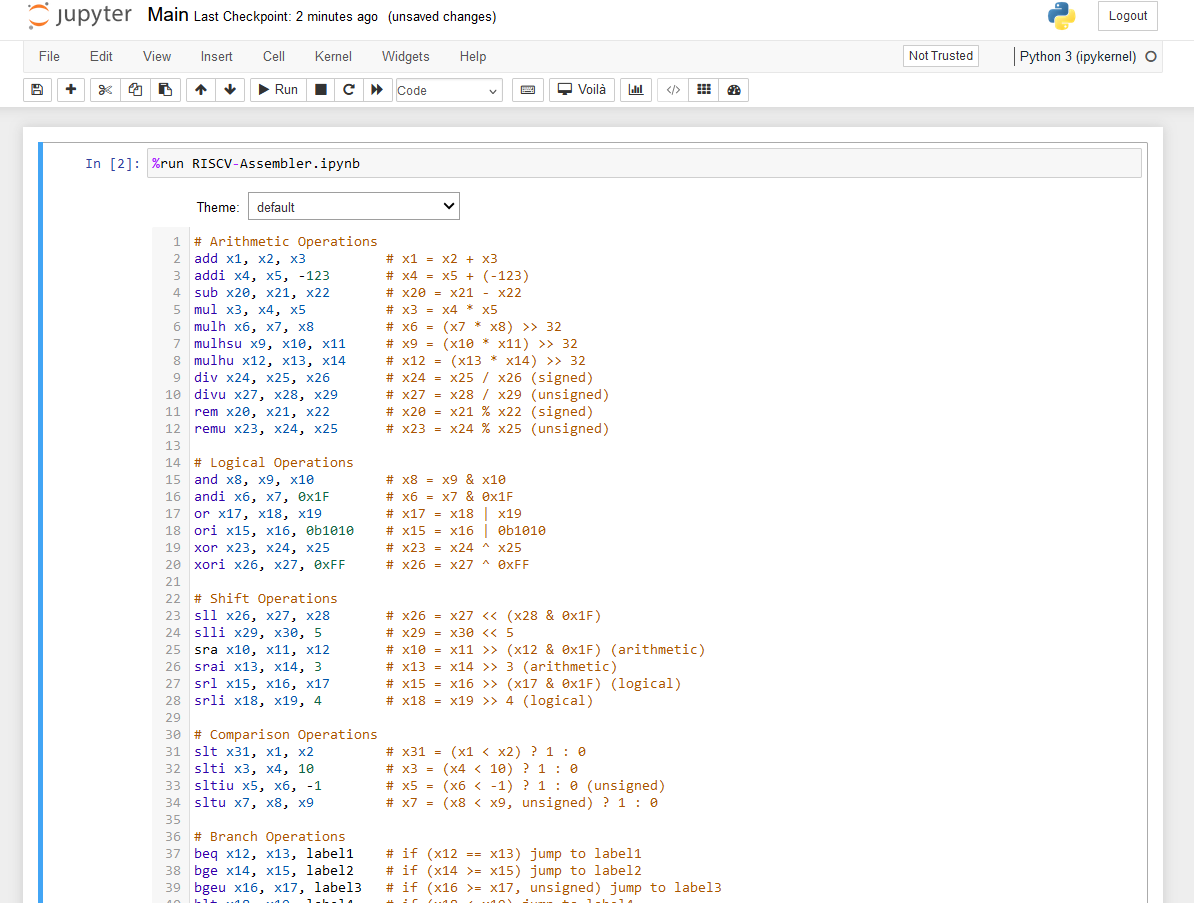 jupyter Main Last Checkpoint: 2 minutes ago (unsaved changes) Logout
File Edit View Insert Cell Kernel Widgets Help Not Trusted Python 3 (ipykernel)
Run Code Voilà </>
In [2]: %run RISCV-Assembler.ipynb
Theme: default
1 # Arithmetic Operations
2 add x1, x2, x3 # x1 = x2 + x3
3 addi x4, x5, -123 # x4 = x5 + (-123)
4 sub x20, x21, x22 # x20 = x21 - x22
5 mul x3, x4, x5 # x3 = x4 * x5
6 mulh x6, x7, x8 # x6 = (x7 * x8) >> 32
7 mulhsu x9, x10, x11 # x9 = (x10 * x11) >> 32
8 mulhu x12, x13, x14 # x12 = (x13 * x14) >> 32
9 div x24, x25, x26 # x24 = x25 / x26 (signed)
10 divu x27, x28, x29 # x27 = x28 / x29 (unsigned)
11 rem x20, x21, x22 # x20 = x21 % x22 (signed)
12 remu x23, x24, x25 # x23 = x24 % x25 (unsigned)
13
14 # Logical Operations
15 and x8, x9, x10 # x8 = x9 & x10
16 andi x6, x7, 0x1F # x6 = x7 & 0x1F
17 or x17, x18, x19 # x17 = x18 | x19
18 ori x15, x16, 0b1010 # x15 = x16 | 0b1010
19 xor x23, x24, x25 # x23 = x24 ^ x25
20 xori x26, x27, 0xFF # x26 = x27 ^ 0xFF
21
22 # Shift Operations
23 sll x26, x27, x28 # x26 = x27 << (x28 & 0x1F)
24 slli x29, x30, 5 # x29 = x30 << 5
25 sra x10, x11, x12 # x10 = x11 >> (x12 & 0x1F) (arithmetic)
26 srai x13, x14, 3 # x13 = x14 >> 3 (arithmetic)
27 srl x15, x16, x17 # x15 = x16 >> (x17 & 0x1F) (logical)
28 srli x18, x19, 4 # x18 = x19 >> 4 (logical)
29
30 # Comparison Operations
31 slt x31, x1, x2 # x31 = (x1 < x2) ? 1 : 0
32 slti x3, x4, 10 # x3 = (x4 < 10) ? 1 : 0
33 sltiu x5, x6, -1 # x5 = (x6 < -1) ? 1 : 0 (unsigned)
34 sltu x7, x8, x9 # x7 = (x8 < x9, unsigned) ? 1 : 0
35
36 # Branch Operations
37 beq x12, x13, label1 # if (x12 == x13) jump to label1
38 bge x14, x15, label2 # if (x14 >= x15) jump to label2
39 bgeu x16, x17, label3 # if (x16 >= x17, unsigned) jump to label3